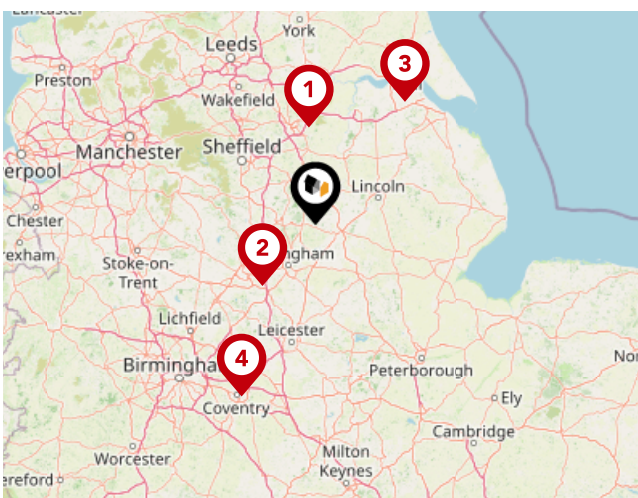 Lancaster
York
Leeds
3
Preston
1
Wakefield
Manchester
Sheffield
erpool
Lincoln
Chester
2
ngham
rexham
Stoke-on-
Trent
Lichfield
Leicester
4
Birmingha
Peterborough
Nor
Coventry
Ely
Cambridge
Worcester
Milton
Keynes
ereford